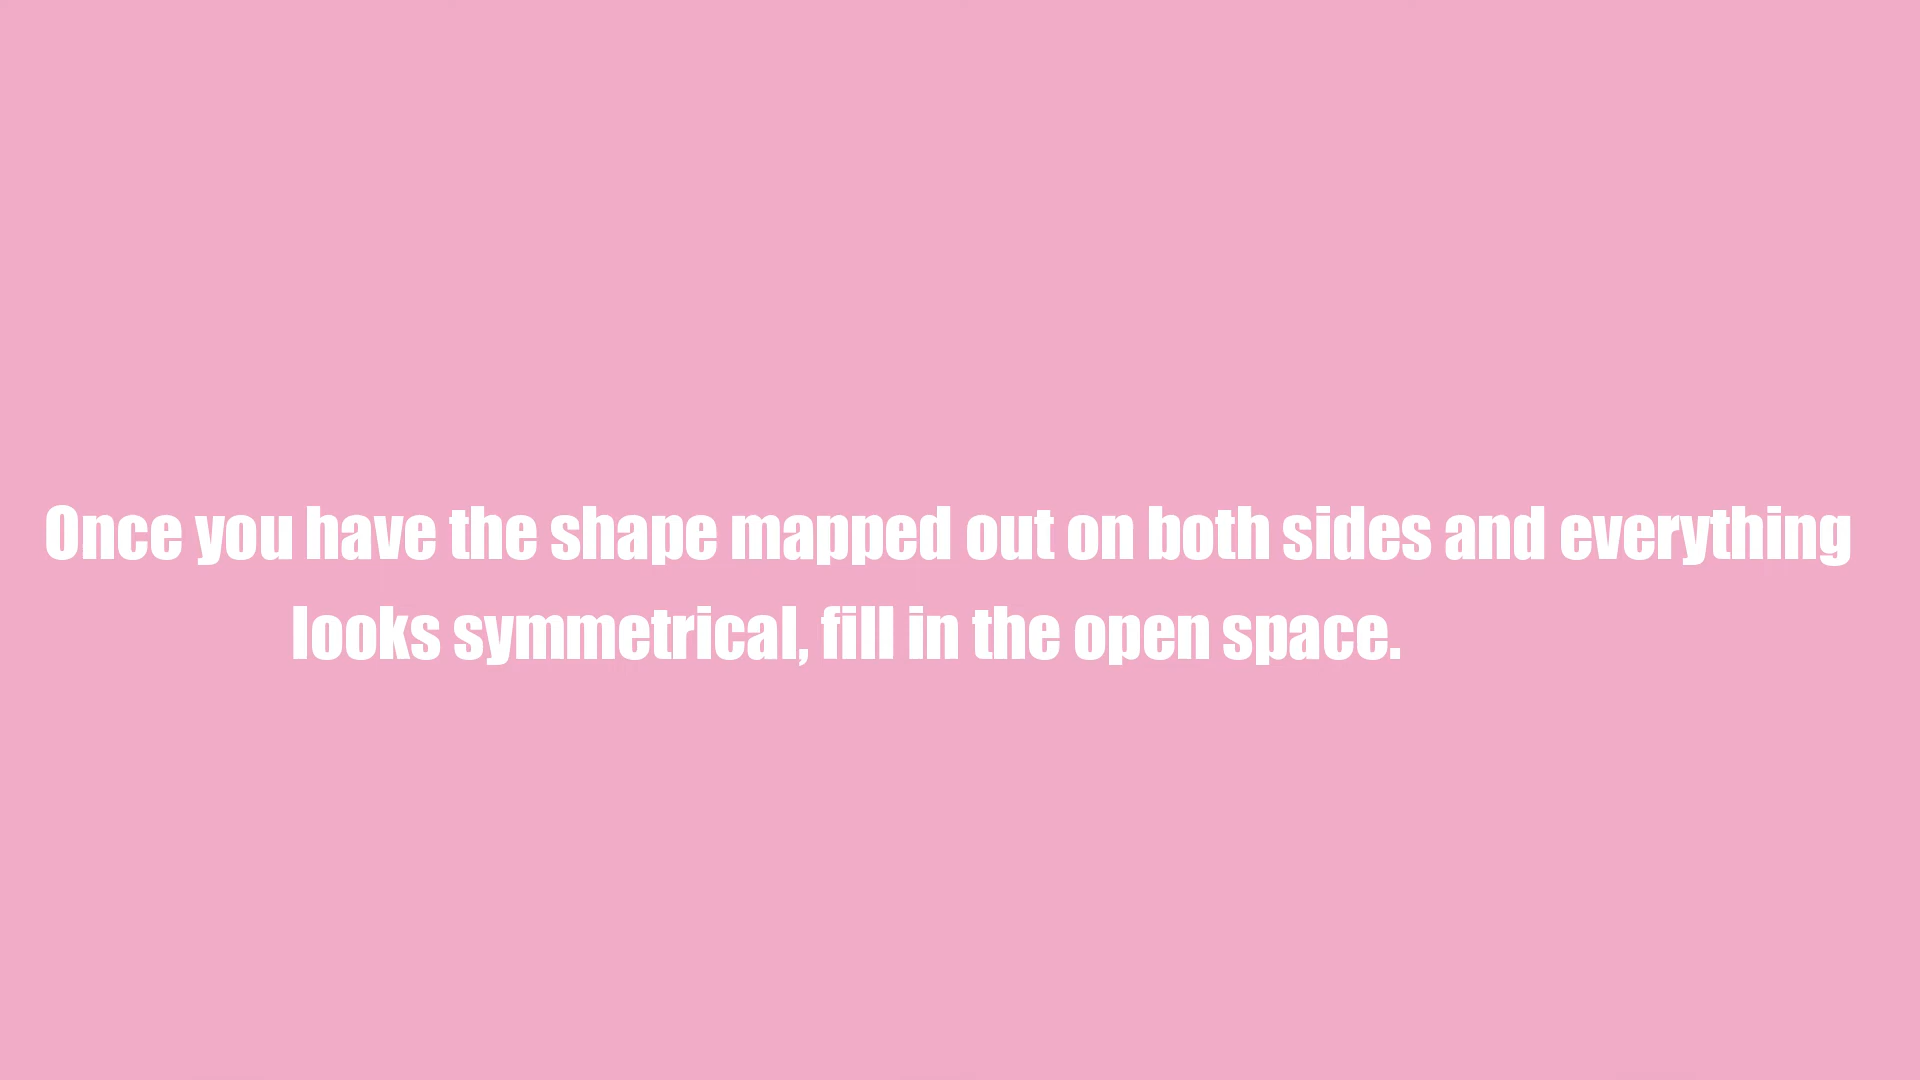 Once you have the shape mapped out on both sides and everything
looks symmetrical, fill in the open space.